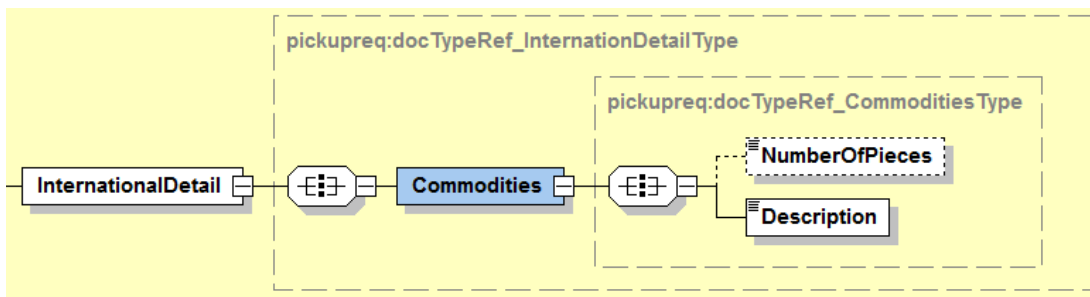 pickupreq:docTypeRef_InternationDetailType
pickupreq:docTypeRef_CommoditiesType
NumberOfPieces
InternationalDetail
Commodities
Description